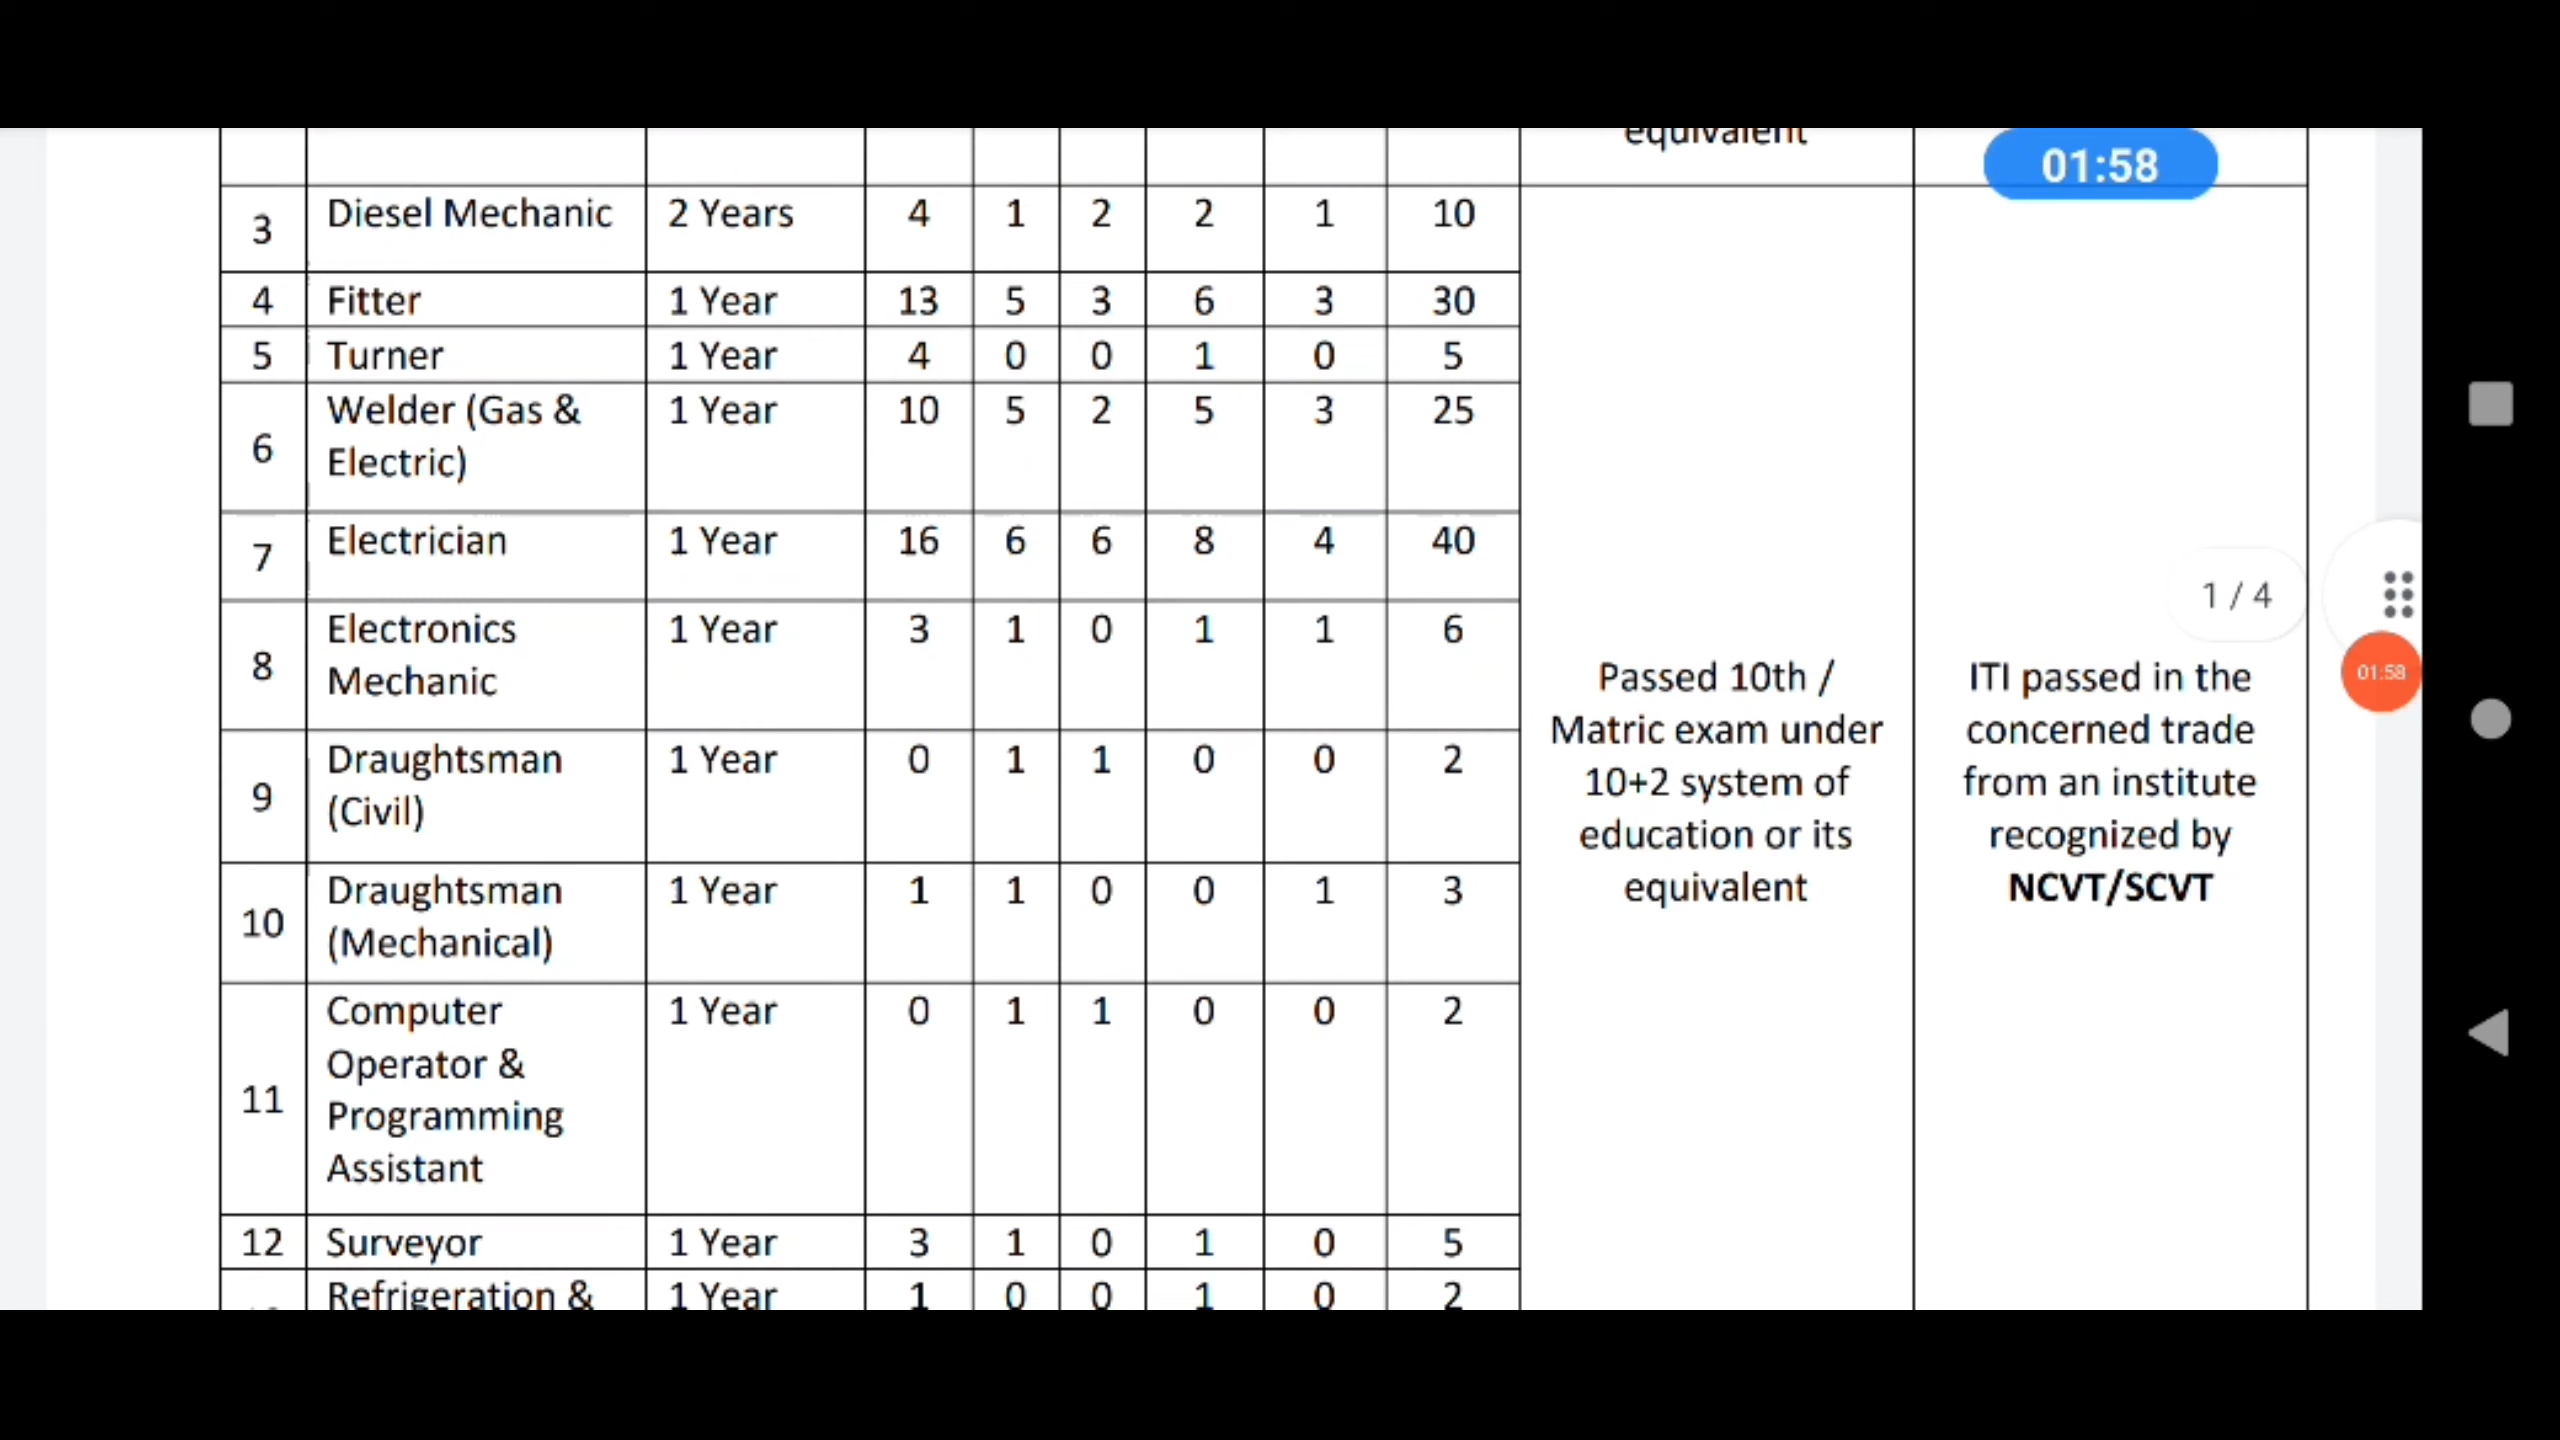 equivalent
01:58
3 Diesel Mechanic 2 Years 4 1 2 2 1 10
4 Fitter 1 Year 13 5 3 6 3 30
5 Turner 1 Year 4 0 0 1 0 5
6 Welder (Gas & 1 Year 10 5 2 5 3 25
Electric)
7 Electrician 1 Year 16 6 6 8 4 40
1 / 4
8 Electronics 1 Year 3 1 0 1 1 6
Mechanic
01:58
9 Draughtsman 1 Year 0 1 1 0 0 2
(Civil)
10 Draughtsman 1 Year 1 1 0 0 1 3
(Mechanical)
11 Computer 1 Year 0 1 1 0 0 2
Operator &
Programming
Assistant
12 Surveyor 1 Year 3 1 0 1 0 5
Refrigeration & 1 Year 1 0 0 1 0 2
Passed 10th /
Matric exam under
10+2 system of
education or its
equivalent
ITI passed in the
concerned trade
from an institute
recognized by
NCVT/SCVT